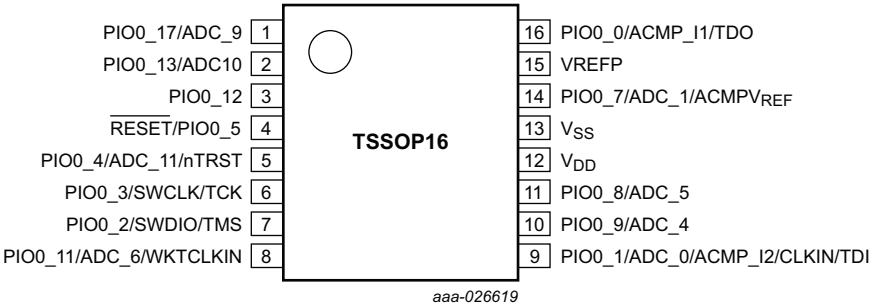 PIO0_17/ADC_9 1
PIO0_13/ADC10 2
PIO0_12 3
RESET/PIO0_5 4
PIO0_4/ADC_11/nTRST 5
PIO0_3/SWCLK/TCK 6
PIO0_2/SWDIO/TMS 7
PIO0_11/ADC_6/WKTCLKIN 8
TSSOP16
16 PIO0_0/ACMP_I1/TDO
15 VREFP
14 PIO0_7/ADC_1/ACMPVREF
13 VSS
12 VDD
11 PIO0_8/ADC_5
10 PIO0_9/ADC_4
9 PIO0_1/ADC_0/ACMP_I2/CLKIN/TDI
aaa-026619